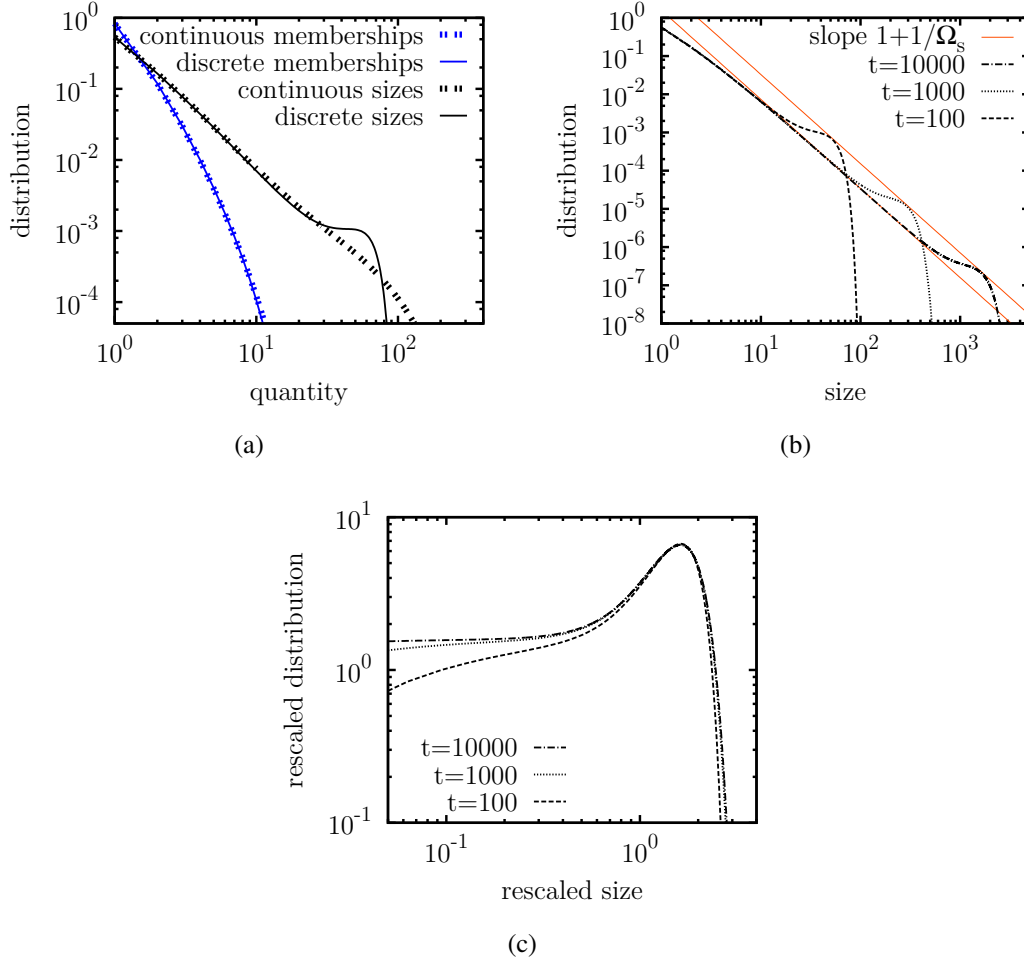 10^0
10^-1
10^-2
10^-3
10^-4
distribution
continuous memberships
discrete memberships
continuous sizes
discrete sizes
10^0 10^1 10^2
quantity
(a)
10^0
10^-1
10^-2
10^-3
10^-4
10^-5
10^-6
10^-7
10^-8
distribution
slope 1+1/Ω_s
t=10000
t=1000
t=100
10^0 10^1 10^2 10^3
size
(b)
10^1
10^0
10^-1
rescaled distribution
t=10000
t=1000
t=100
10^-1 10^0
rescaled size
(c)